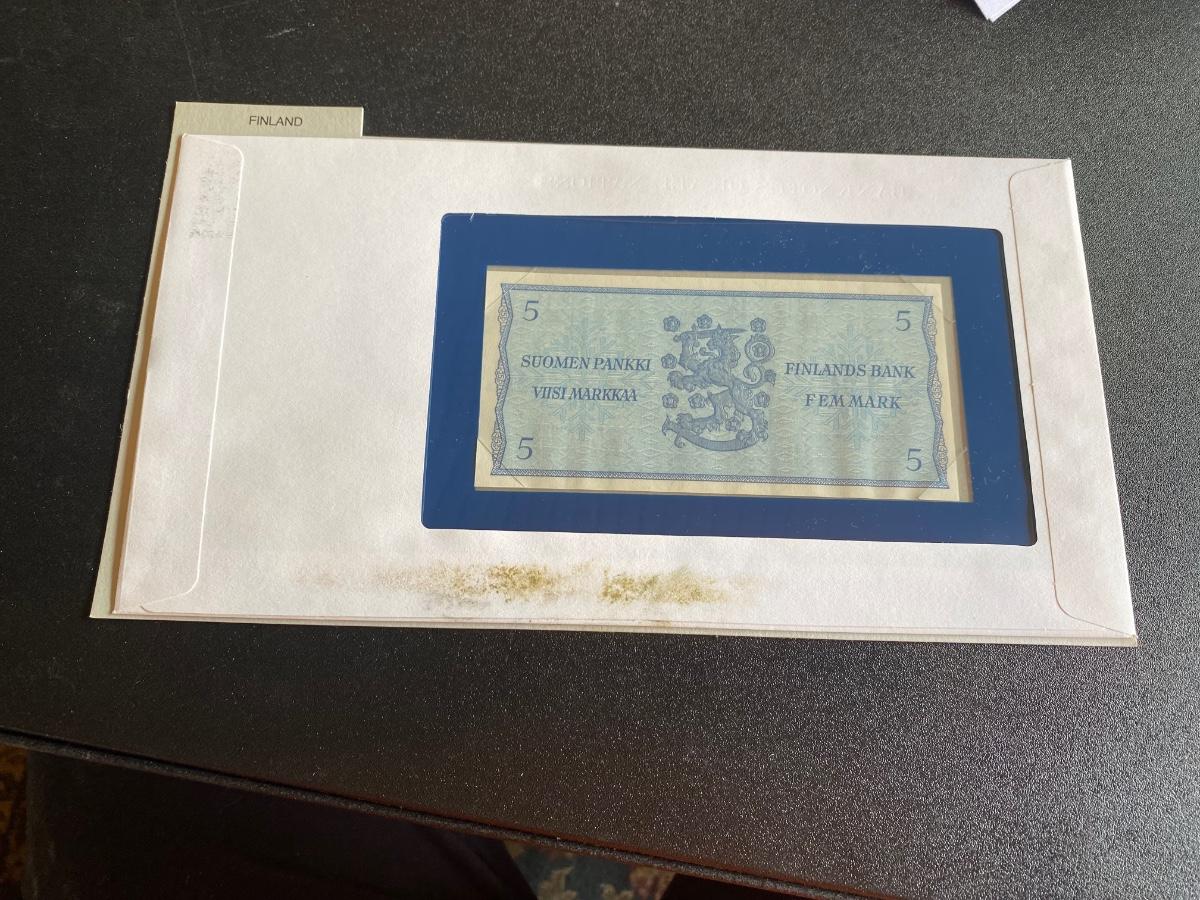 FINLAND
5
5
SUOMEN PANKKI
VIISI MARKKAA
FINLANDS BANK
FEM MARK
5
5